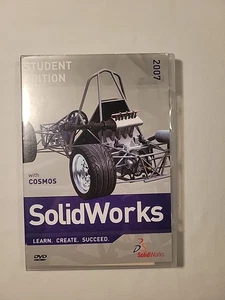 STUDENT
EDITION
2007
with
COSMOS
SolidWorks
LEARN. CREATE. SUCCEED.
DVD
SolidWorks